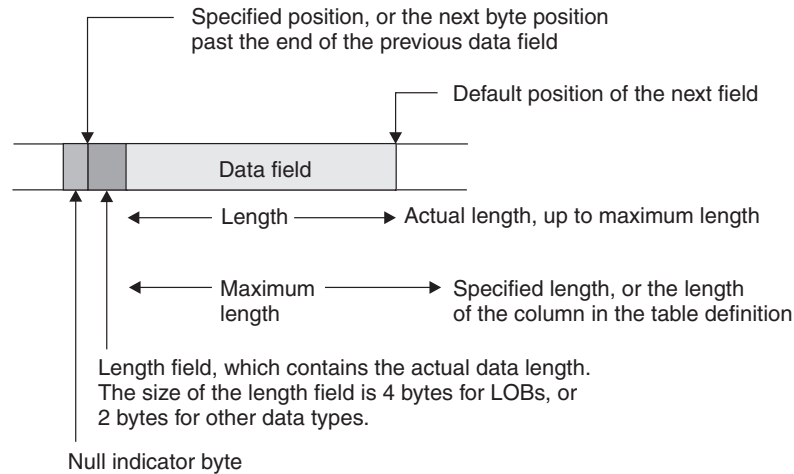 Specified position, or the next byte position
past the end of the previous data field
Default position of the next field
Data field
Length
Actual length, up to maximum length
Maximum
length
Specified length, or the length
of the column in the table definition
Length field, which contains the actual data length.
The size of the length field is 4 bytes for LOBs, or
2 bytes for other data types.
Null indicator byte